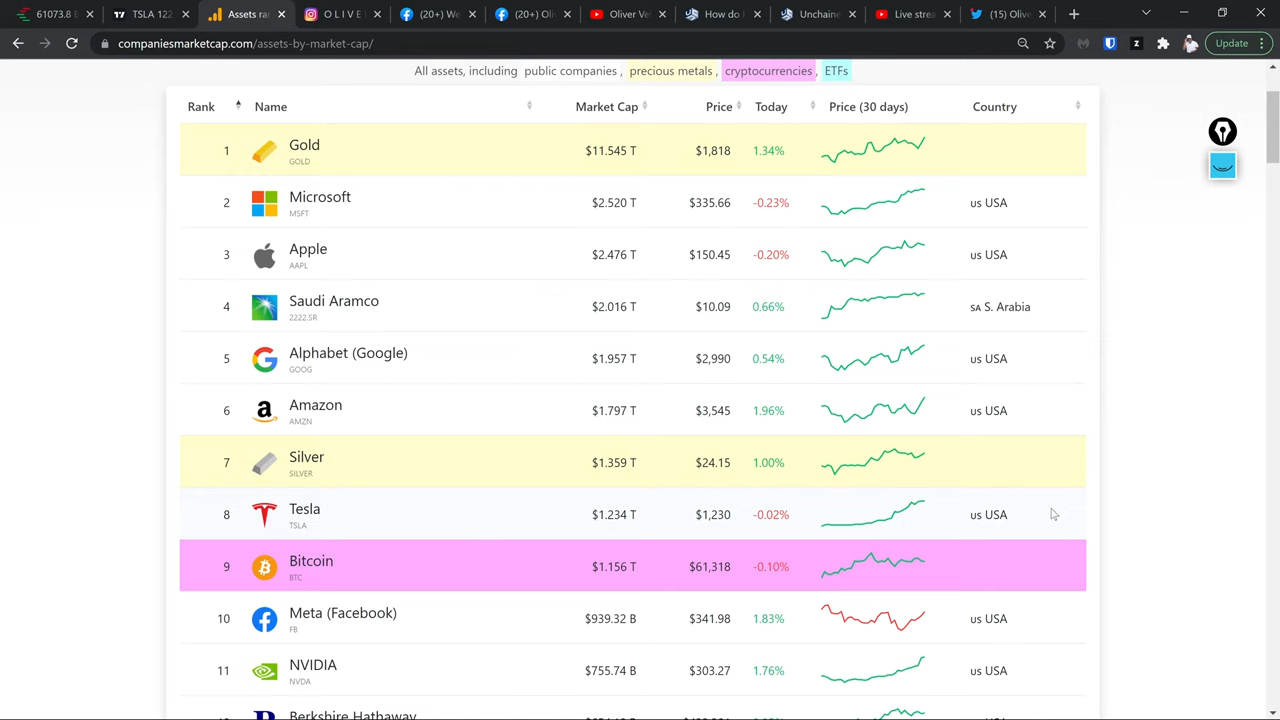 61073.8 B
TSLA 122
Assets ra
O L I V E
(20+) We
(20+) Oli
Oliver Ve
How do I
Unchaine
Live strea
(15) Olive
companiesmarketcap.com/assets-by-market-cap/
Update
All assets, including public companies , precious metals , cryptocurrencies , ETFs
Rank Name Market Cap Price Today Price (30 days) Country
1 Gold $11.545 T $1,818 1.34%
GOLD
2 Microsoft $2.520 T $335.66 -0.23% us USA
MSFT
3 Apple $2.476 T $150.45 -0.20% us USA
AAPL
4 Saudi Aramco $2.016 T $10.09 0.66% SA S. Arabia
2222.SR
5 Alphabet (Google) $1.957 T $2,990 0.54% us USA
GOOG
6 Amazon $1.797 T $3,545 1.96% us USA
AMZN
7 Silver $1.359 T $24.15 1.00%
SILVER
8 Tesla $1.234 T $1,230 -0.02% us USA
TSLA
9 Bitcoin $1.156 T $61,318 -0.10%
BTC
10 Meta (Facebook) $939.32 B $341.98 1.83% us USA
FB
11 NVIDIA $755.74 B $303.27 1.76% us USA
NVDA
Berkshire Hathaway